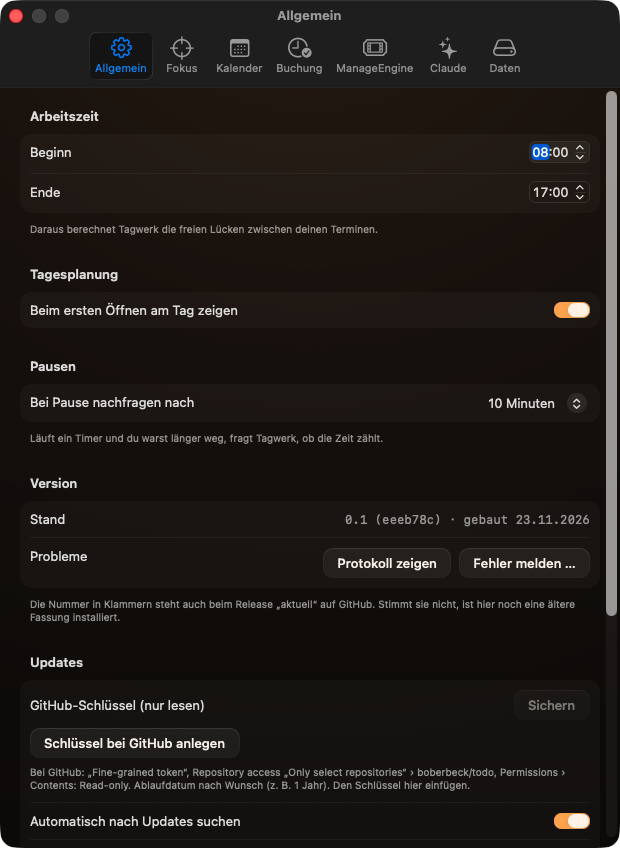 Allgemein
Allgemein
Fokus
Kalender
Buchung
ManageEngine
Claude
Daten
Arbeitszeit
Beginn
08:00
Ende
17:00
Daraus berechnet Tagwerk die freien Lücken zwischen deinen Terminen.
Tagesplanung
Beim ersten Öffnen am Tag zeigen
Pausen
Bei Pause nachfragen nach
10 Minuten
Läuft ein Timer und du warst länger weg, fragt Tagwerk, ob die Zeit zählt.
Version
Stand
0.1 (eeeb78c) · gebaut 23.11.2026
Probleme
Protokoll zeigen
Fehler melden ...
Die Nummer in Klammern steht auch beim Release „aktuell“ auf GitHub. Stimmt sie nicht, ist hier noch eine ältere
Fassung installiert.
Updates
GitHub-Schlüssel (nur lesen)
Sichern
Schlüssel bei GitHub anlegen
Bei GitHub: „Fine-grained token“, Repository access „Only select repositories“ › boberbeck/todo, Permissions ›
Contents: Read-only. Ablaufdatum nach Wunsch (z. B. 1 Jahr). Den Schlüssel hier einfügen.
Automatisch nach Updates suchen